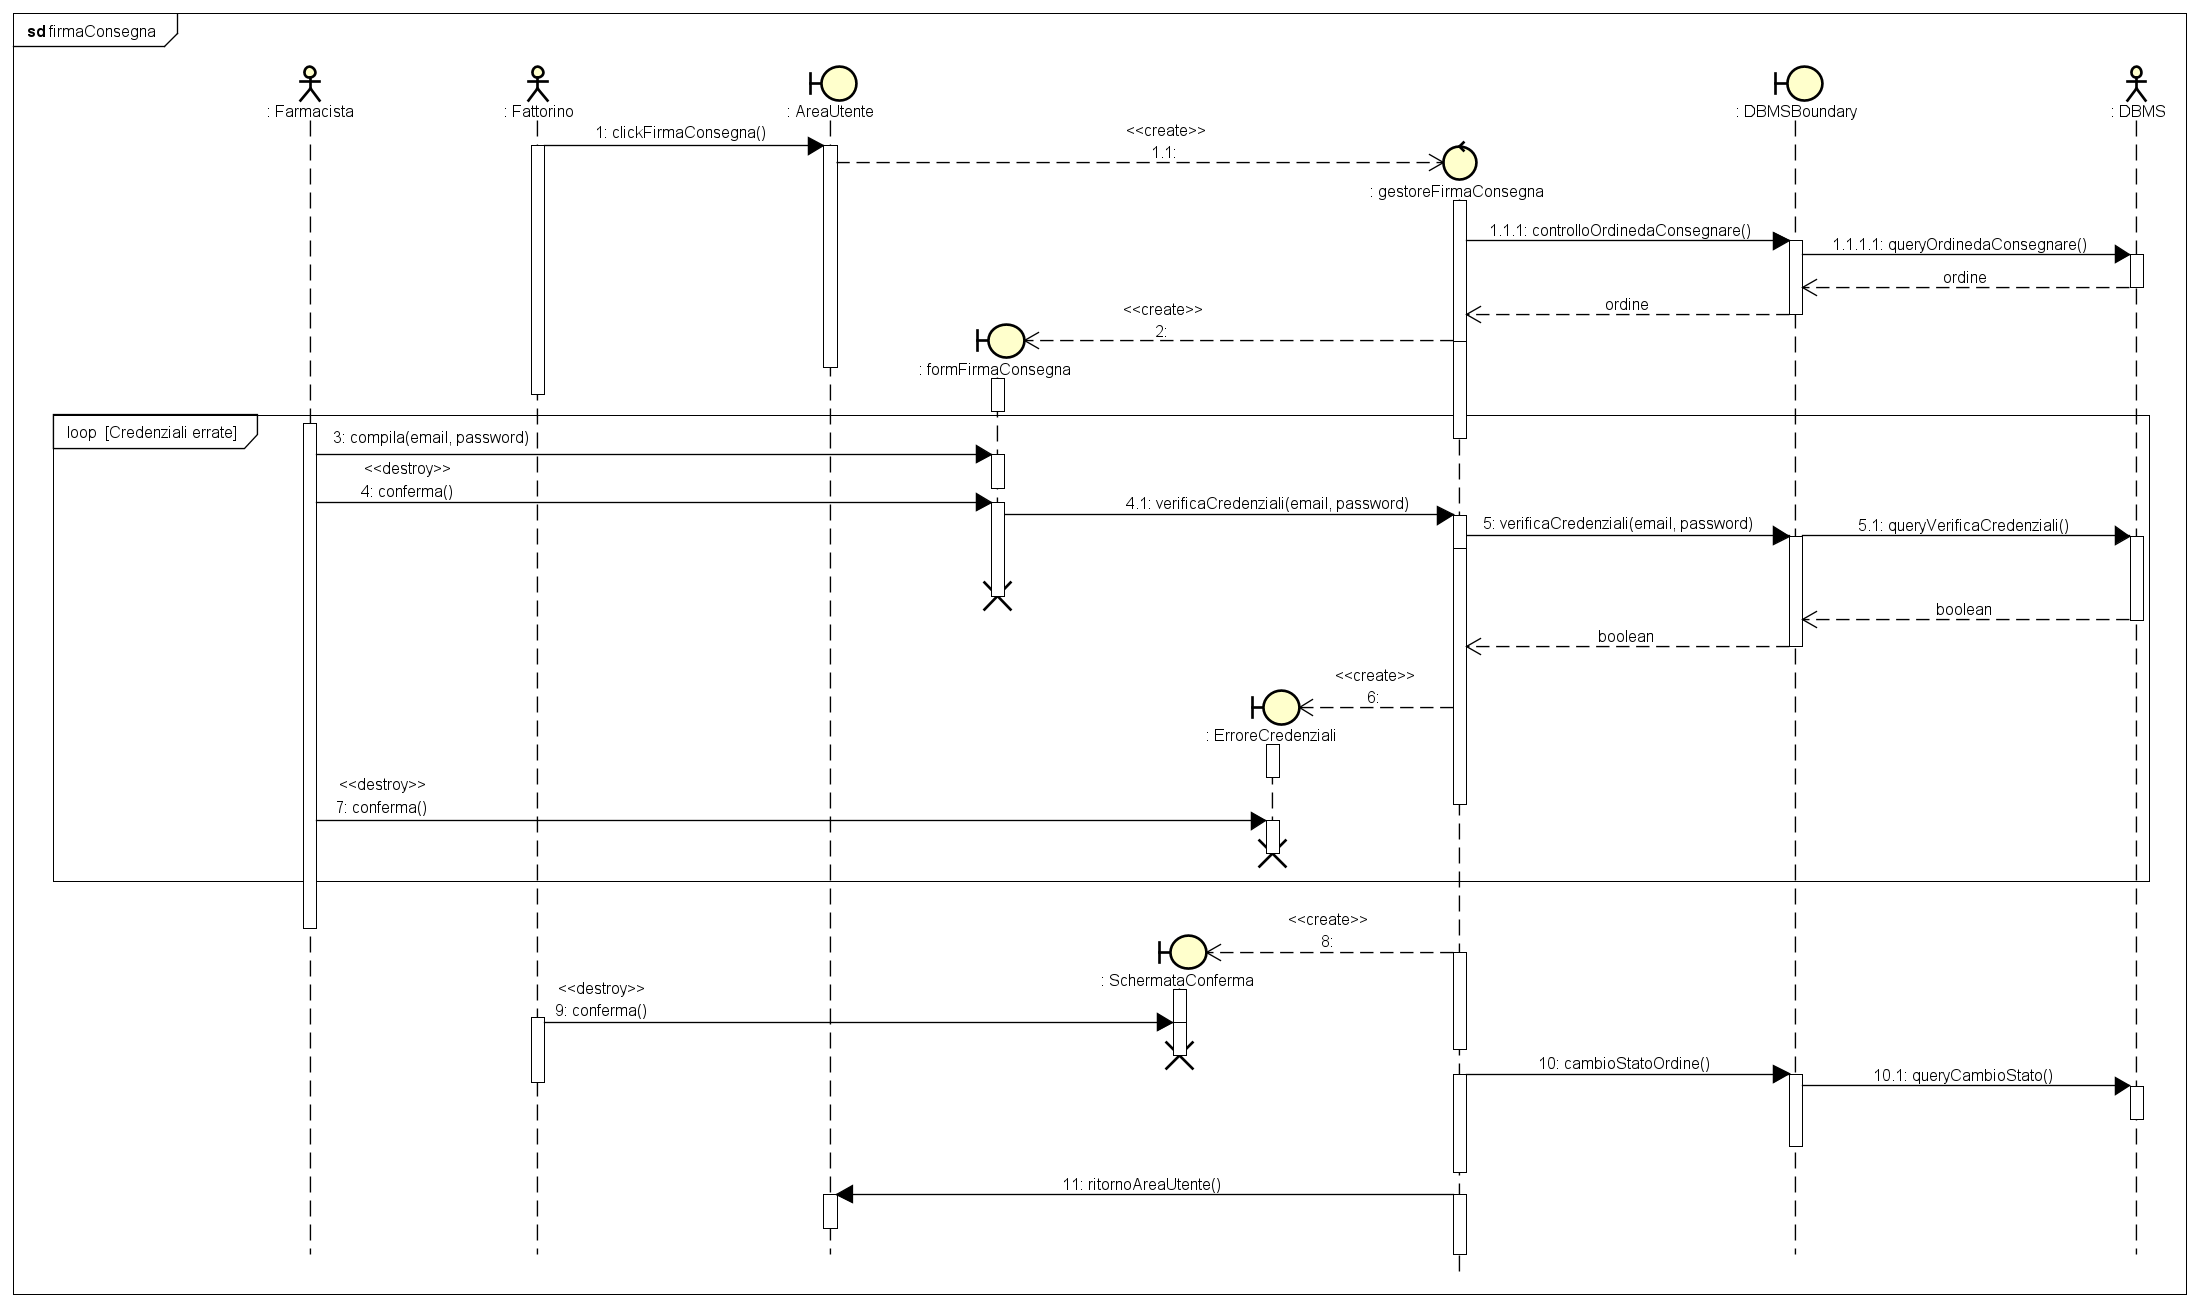 sd firmaConsegna
: Farmacista
: Fattorino
: AreaUtente
: DBMSBoundary
: DBMS
1: clickFirmaConsegna()
<<create>>
1.1:
: gestoreFirmaConsegna
1.1.1: controlloOrdinedaConsegnare()
1.1.1.1: queryOrdinedaConsegnare()
ordine
ordine
<<create>>
2:
: formFirmaConsegna
loop [Credenziali errate]
3: compila(email, password)
<<destroy>>
4: conferma()
4.1: verificaCredenziali(email, password)
5: verificaCredenziali(email, password)
5.1: queryVerificaCredenziali()
boolean
boolean
<<create>>
6:
: ErroreCredenziali
<<destroy>>
7: conferma()
<<create>>
8:
: SchermataConferma
<<destroy>>
9: conferma()
10: cambioStatoOrdine()
10.1: queryCambioStato()
11: ritornoAreaUtente()